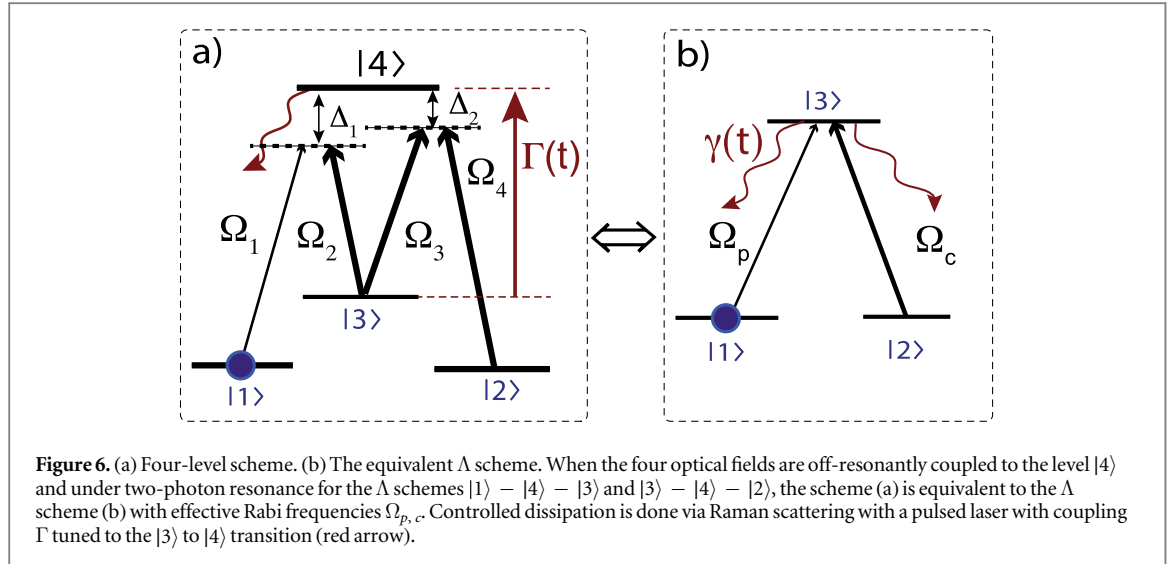 a)
|4⟩
Δ1
Δ2
Γ(t)
Ω1
Ω2
Ω3
Ω4
|3⟩
|1⟩
|2⟩
b)
|3⟩
γ(t)
Ωp
Ωc
|1⟩
|2⟩
Figure 6. (a) Four-level scheme. (b) The equivalent Λ scheme. When the four optical fields are off-resonantly coupled to the level |4⟩
and under two-photon resonance for the Λ schemes |1⟩ − |4⟩ − |3⟩ and |3⟩ − |4⟩ − |2⟩, the scheme (a) is equivalent to the Λ
scheme (b) with effective Rabi frequencies Ωp, c. Controlled dissipation is done via Raman scattering with a pulsed laser with coupling
Γ tuned to the |3⟩ to |4⟩ transition (red arrow).